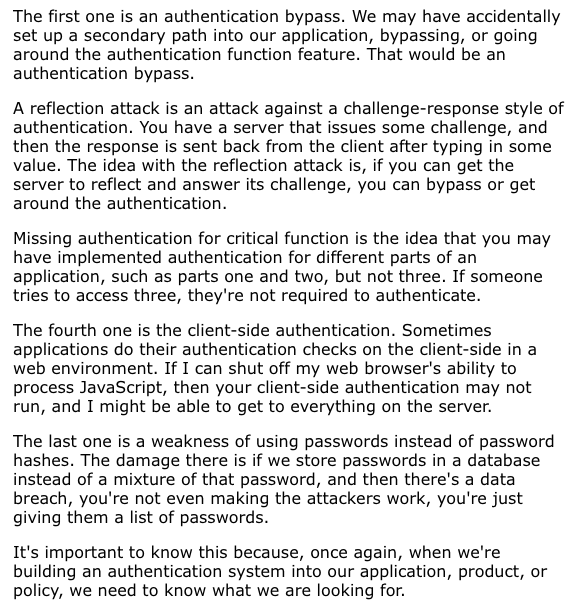 The first one is an authentication bypass. We may have accidentally
set up a secondary path into our application, bypassing, or going
around the authentication function feature. That would be an
authentication bypass.
A reflection attack is an attack against a challenge-response style of
authentication. You have a server that issues some challenge, and
then the response is sent back from the client after typing in some
value. The idea with the reflection attack is, if you can get the
server to reflect and answer its challenge, you can bypass or get
around the authentication.
Missing authentication for critical function is the idea that you may
have implemented authentication for different parts of an
application, such as parts one and two, but not three. If someone
tries to access three, they're not required to authenticate.
The fourth one is the client-side authentication. Sometimes
applications do their authentication checks on the client-side in a
web environment. If I can shut off my web browser's ability to
process JavaScript, then your client-side authentication may not
run, and I might be able to get to everything on the server.
The last one is a weakness of using passwords instead of password
hashes. The damage there is if we store passwords in a database
instead of a mixture of that password, and then there's a data
breach, you're not even making the attackers work, you're just
giving them a list of passwords.
It's important to know this because, once again, when we're
building an authentication system into our application, product, or
policy, we need to know what we are looking for.